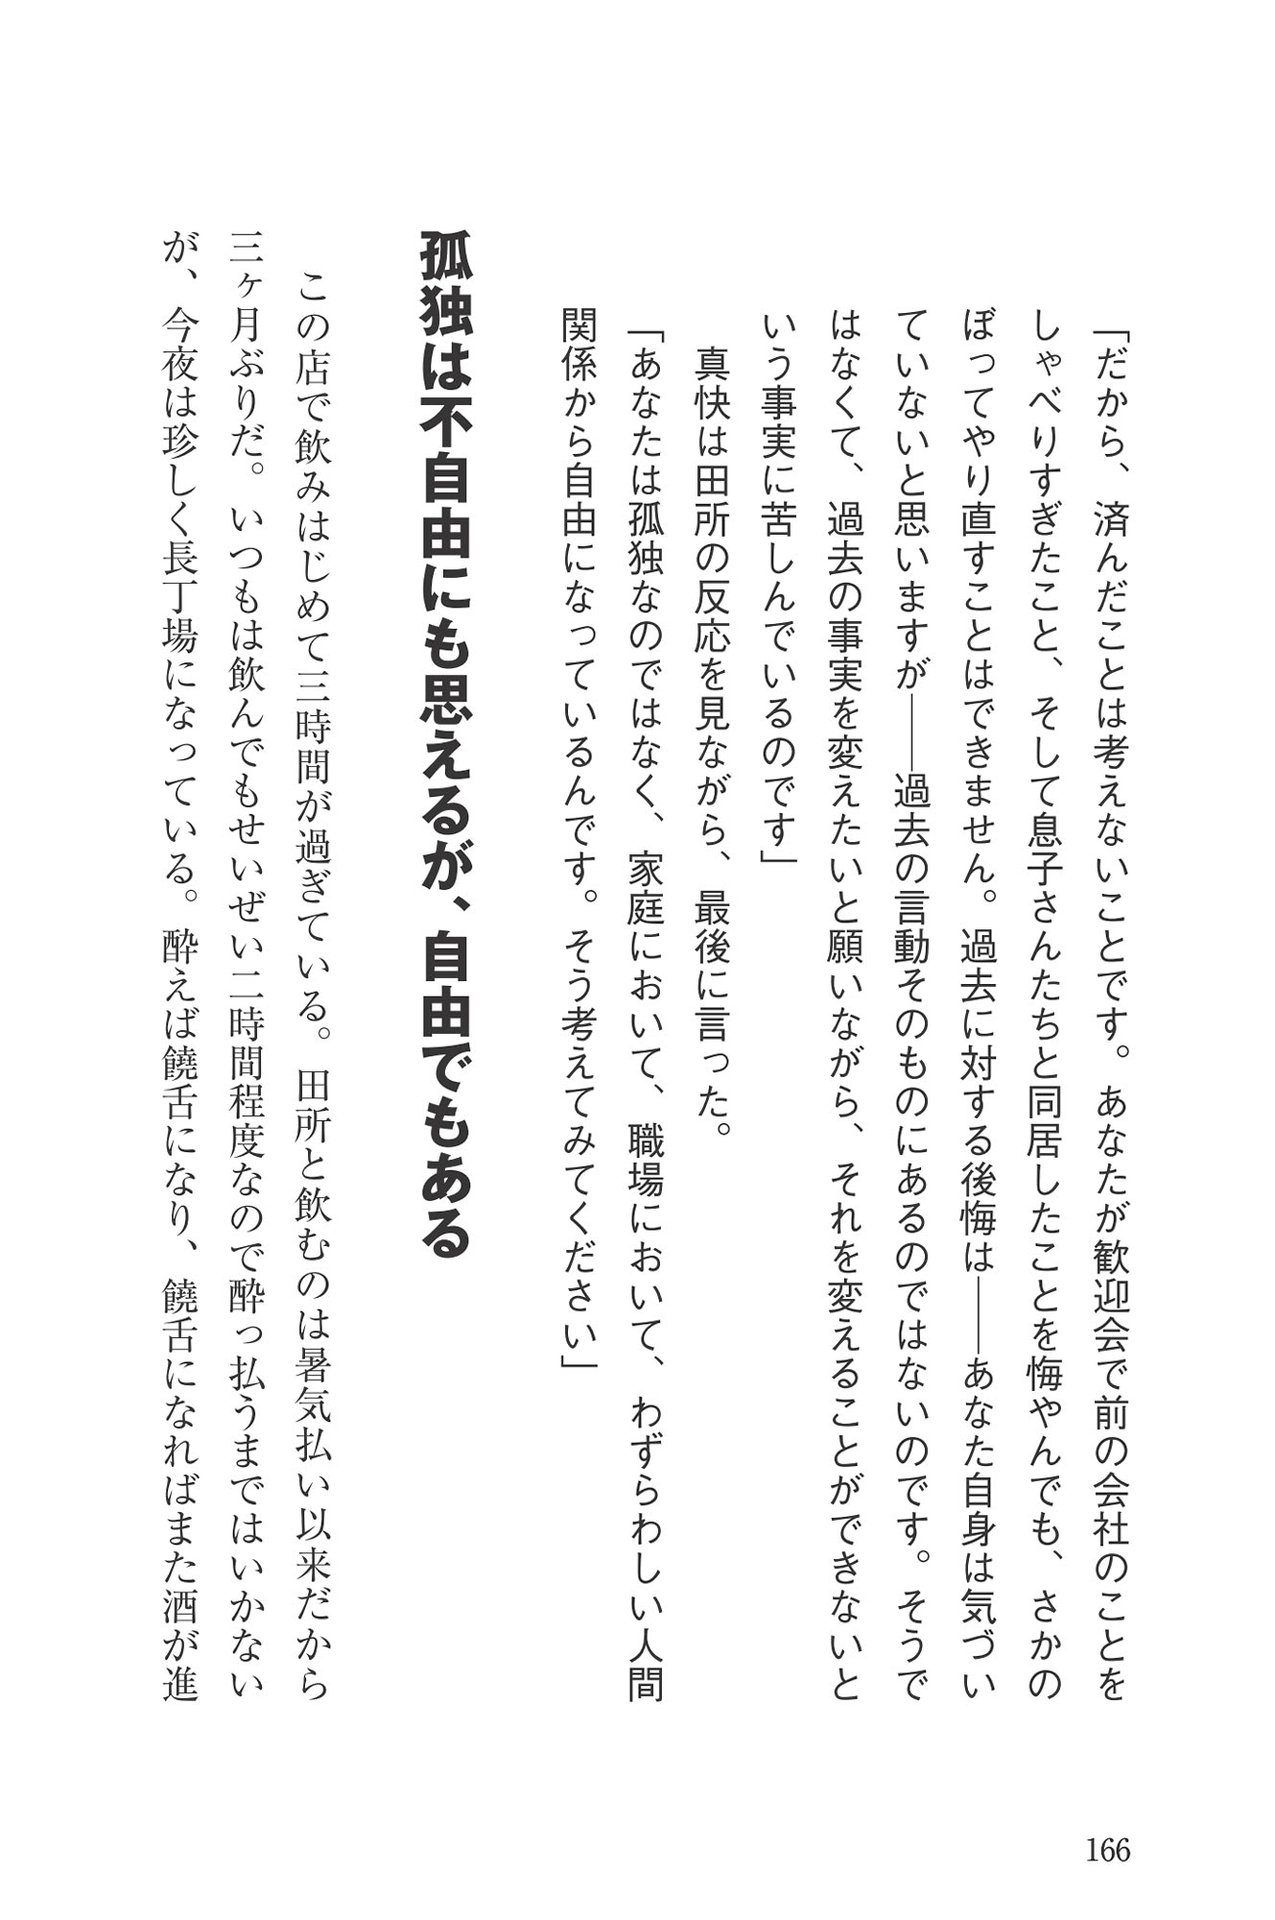 「だから、済んだことは考えないことです。あなたが歓迎会で前の会社のことを
しゃべりすぎたこと、そして息子さんたちと同居したことを悔やんでも、さかの
ぼってやり直すことはできません。過去に対する後悔は――あなた自身は気づい
ていないと思いますが――過去の言動そのものにあるのではないのです。そうで
はなくて、過去の事実を変えたいと願いながら、それを変えることができないと
いう事実に苦しんでいるのです」
真快は田所の反応を見ながら、最後に言った。
「あなたは孤独なのではなく、家庭において、職場において、わずらわしい人間
関係から自由になっているんです。そう考えてみてください」
孤独は不自由にも思えるが、自由でもある
この店で飲みはじめて三時間が過ぎている。田所と飲むのは暑気払い以来だから
三ヶ月ぶりだ。いつもは飲んでもせいぜい二時間程度なので酔っ払うまではいかない
が、今夜は珍しく長丁場になっている。酔えば饒舌になり、饒舌になればまた酒が進
166